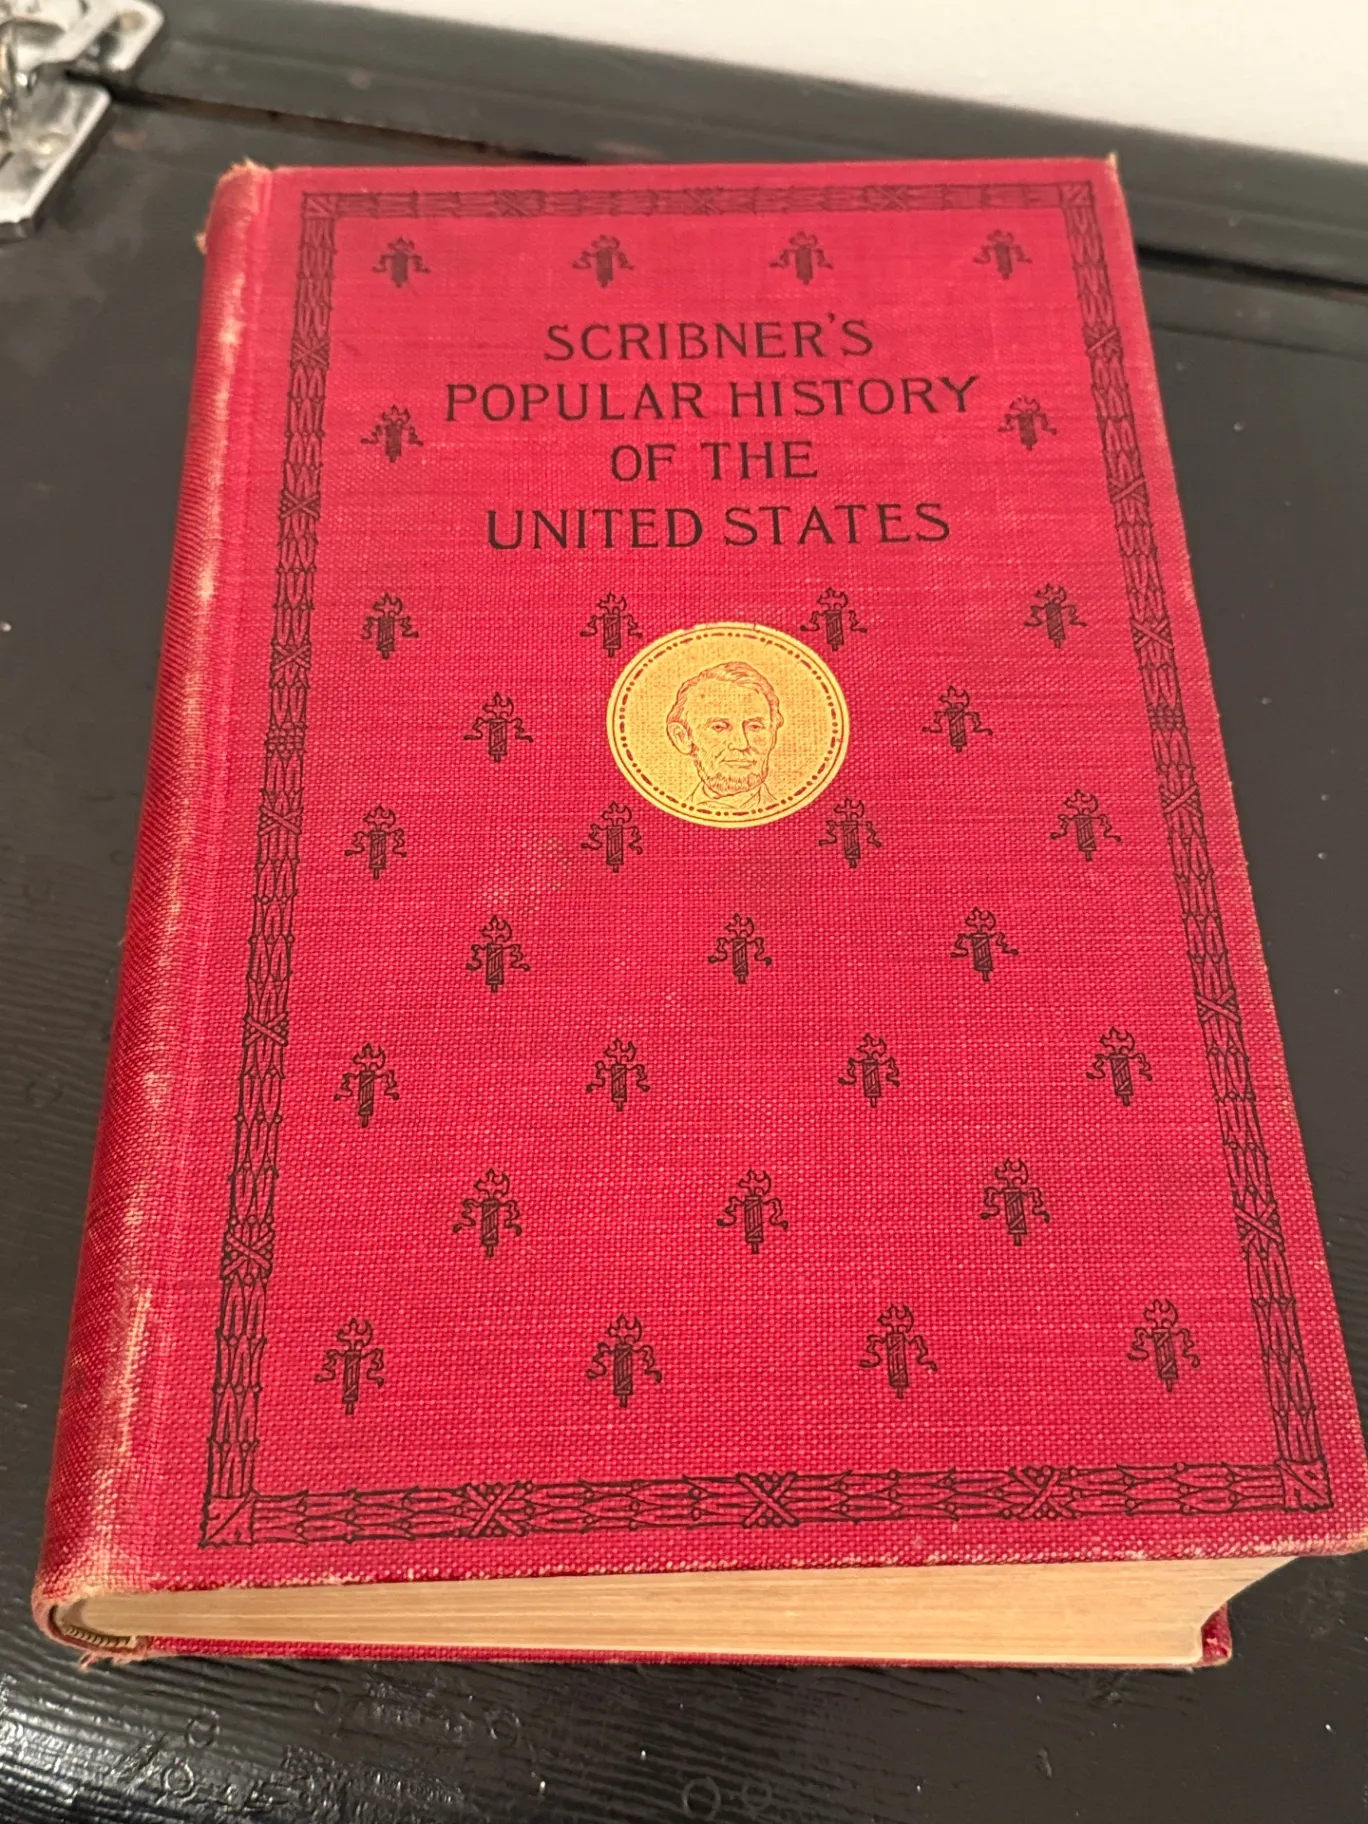 SCRIBNER'S
POPULAR HISTORY
OF THE
UNITED STATES